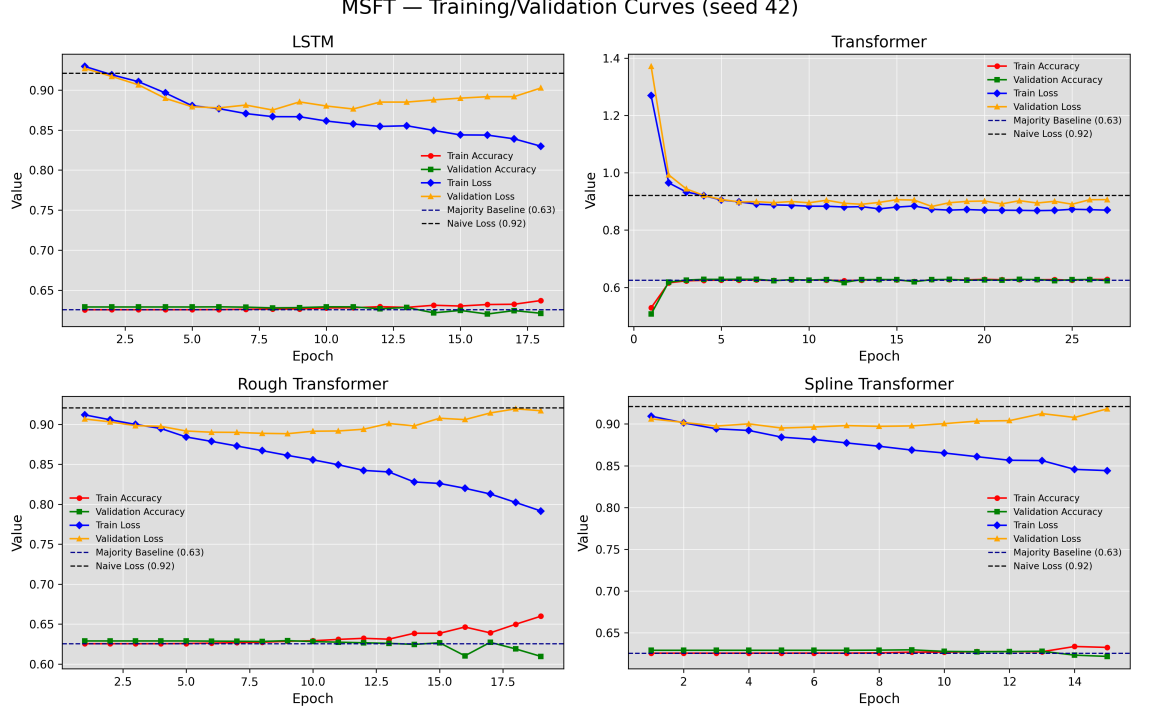 MSFT — Training/Validation Curves (seed 42)
LSTM
Value
0.90
0.85
0.80
0.75
0.70
0.65
2.5 5.0 7.5 10.0 12.5 15.0 17.5
Epoch
Train Accuracy
Validation Accuracy
Train Loss
Validation Loss
Majority Baseline (0.63)
Naive Loss (0.92)
Transformer
Value
1.4
1.2
1.0
0.8
0.6
0 5 10 15 20 25
Epoch
Train Accuracy
Validation Accuracy
Train Loss
Validation Loss
Majority Baseline (0.63)
Naive Loss (0.92)
Rough Transformer
Value
0.90
0.85
0.80
0.75
0.70
0.65
0.60
2.5 5.0 7.5 10.0 12.5 15.0 17.5
Epoch
Train Accuracy
Validation Accuracy
Train Loss
Validation Loss
Majority Baseline (0.63)
Naive Loss (0.92)
Spline Transformer
Value
0.90
0.85
0.80
0.75
0.70
0.65
2 4 6 8 10 12 14
Epoch
Train Accuracy
Validation Accuracy
Train Loss
Validation Loss
Majority Baseline (0.63)
Naive Loss (0.92)